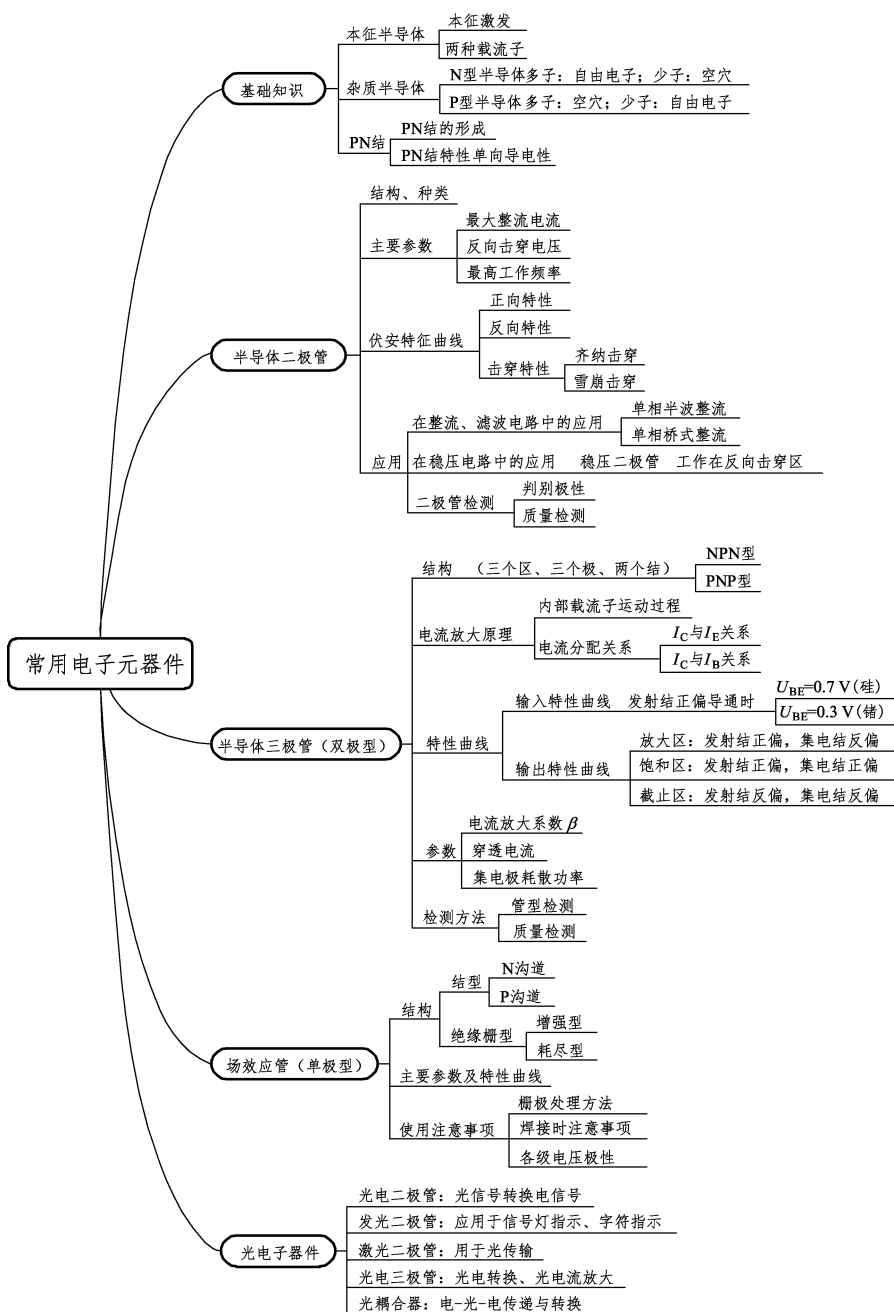 常用电子元器件
基础知识
本征半导体
本征激发
两种载流子
杂质半导体
N型半导体多子：自由电子；少子：空穴
P型半导体多子：空穴；少子：自由电子
PN结
PN结的形成
PN结特性单向导电性
半导体二极管
结构、种类
主要参数
最大整流电流
反向击穿电压
最高工作频率
伏安特征曲线
正向特性
反向特性
击穿特性
齐纳击穿
雪崩击穿
应用
在整流、滤波电路中的应用
单相半波整流
单相桥式整流
在稳压电路中的应用 稳压二极管 工作在反向击穿区
二极管检测
判别极性
质量检测
半导体三极管（双极型）
结构 （三个区、三个极、两个结）
NPN型
PNP型
电流放大原理
内部载流子运动过程
电流分配关系
IC与IE关系
IC与IB关系
特性曲线
输入特性曲线 发射结正偏导通时
UBE=0.7 V(硅)
UBE=0.3 V(锗)
输出特性曲线
放大区：发射结正偏，集电结反偏
饱和区：发射结正偏，集电结正偏
截止区：发射结反偏，集电结反偏
参数
电流放大系数 β
穿透电流
集电极耗散功率
检测方法
管型检测
质量检测
场效应管（单极型）
结构
结型
N沟道
P沟道
绝缘栅型
增强型
耗尽型
主要参数及特性曲线
使用注意事项
栅极处理方法
焊接时注意事项
各级电压极性
光电子器件
光电二极管：光信号转换电信号
发光二极管：应用于信号灯指示、字符指示
激光二极管：用于光传输
光电三极管：光电转换、光电流放大
光耦合器：电-光-电传递与转换